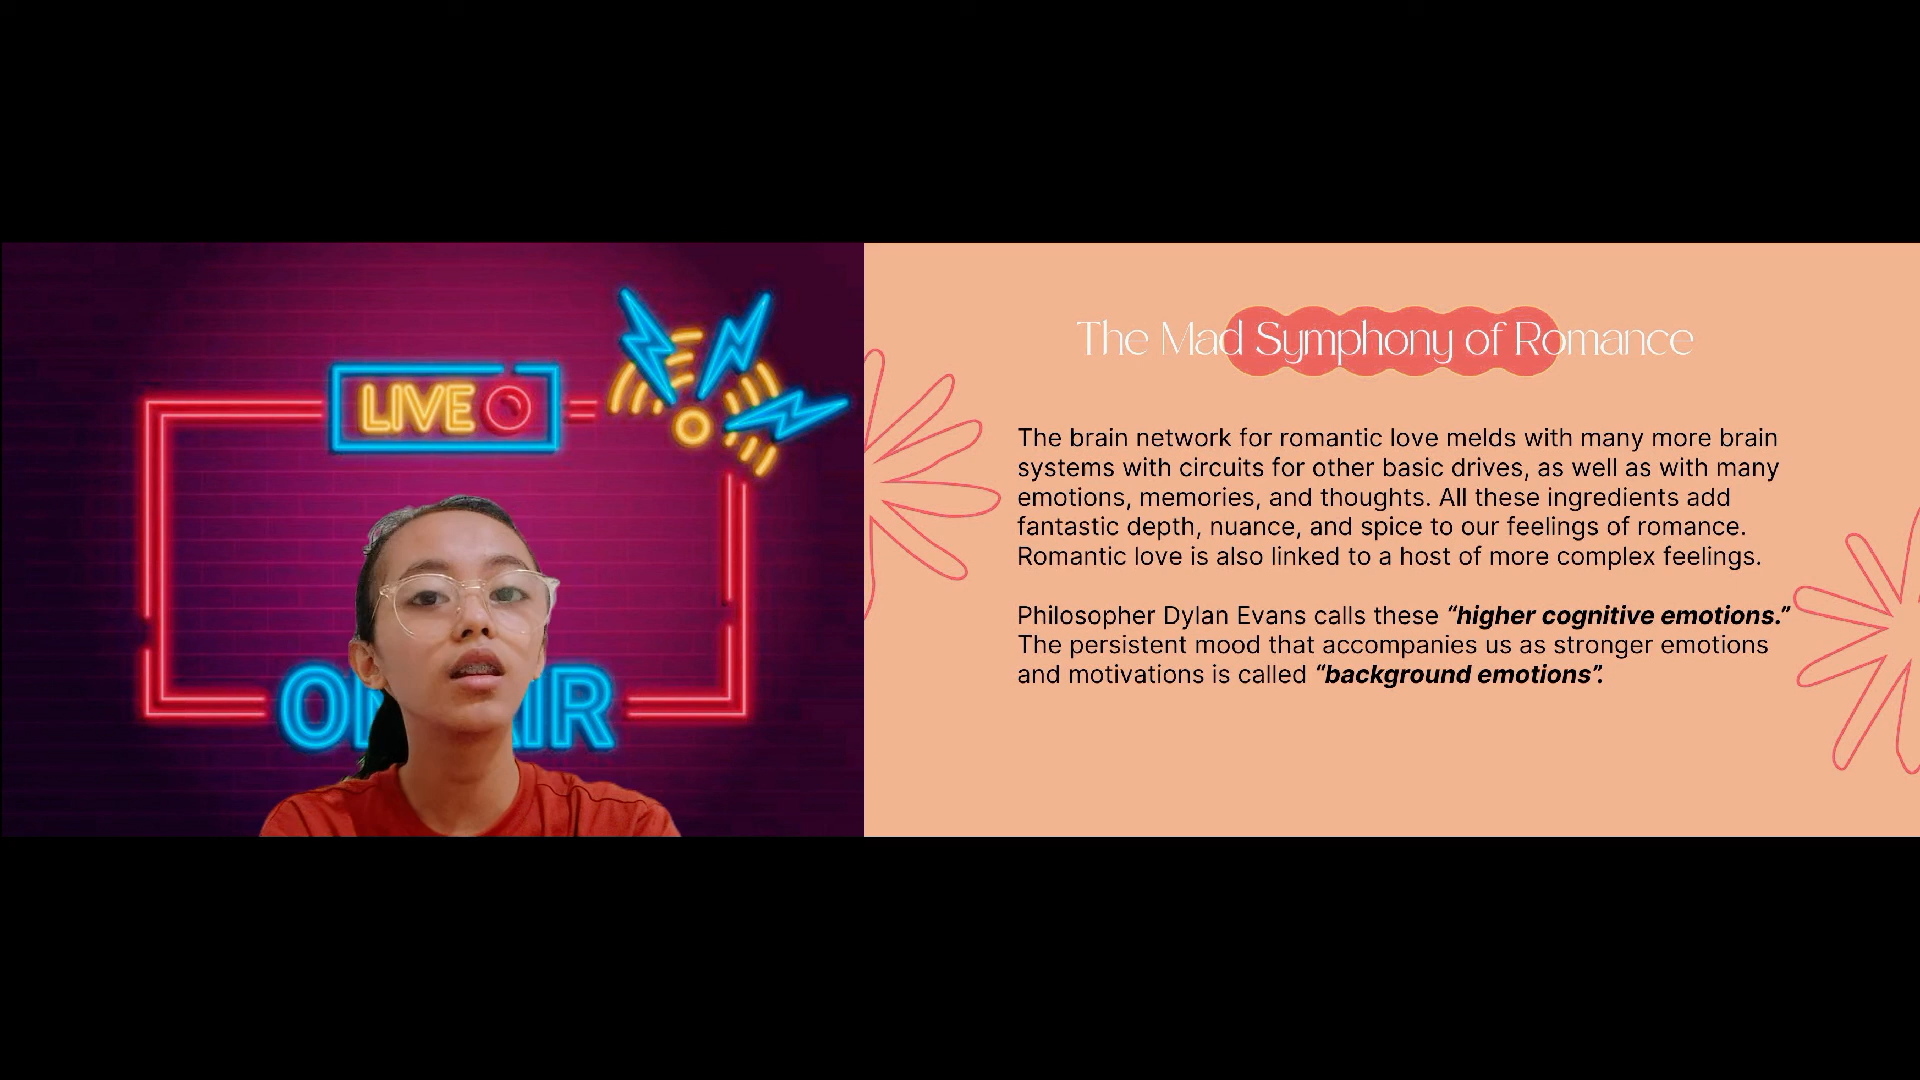 LIVE
ON AIR
The Mad Symphony of Romance
The brain network for romantic love melds with many more brain
systems with circuits for other basic drives, as well as with many
emotions, memories, and thoughts. All these ingredients add
fantastic depth, nuance, and spice to our feelings of romance.
Romantic love is also linked to a host of more complex feelings.
Philosopher Dylan Evans calls these “higher cognitive emotions.”
The persistent mood that accompanies us as stronger emotions
and motivations is called “background emotions”.